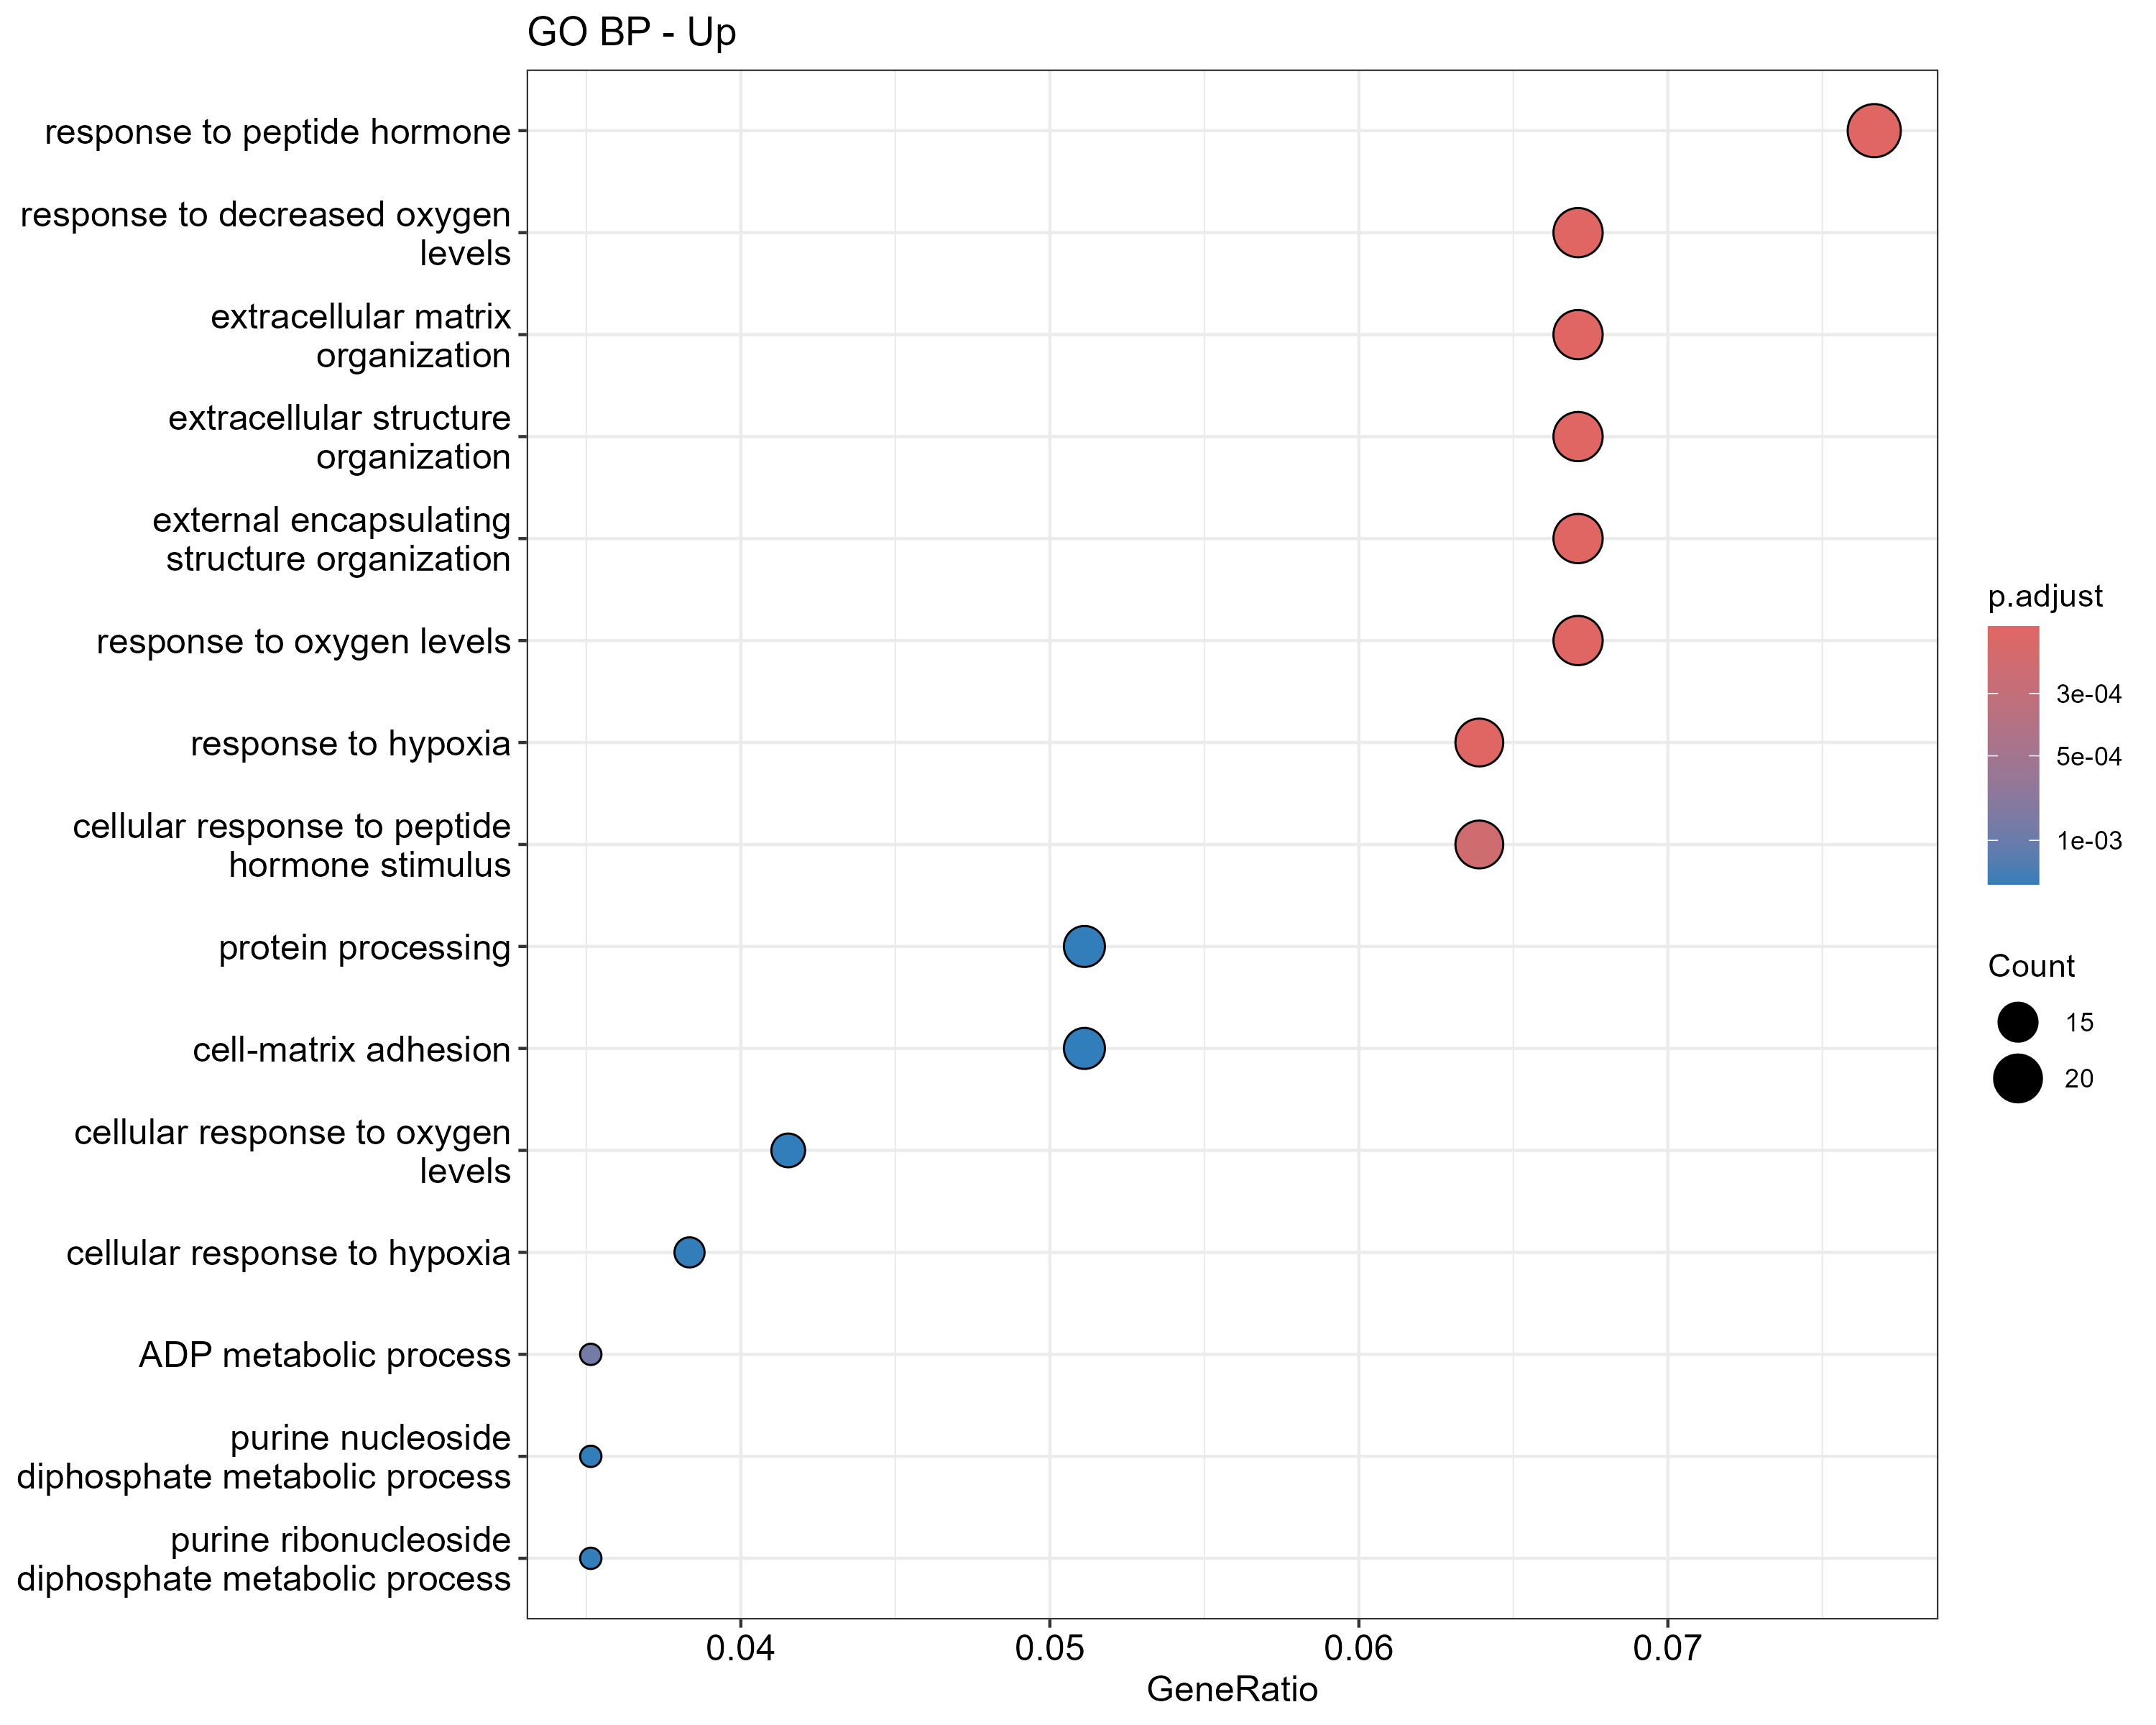 GO BP - Up
response to peptide hormone
response to decreased oxygen
levels
extracellular matrix
organization
extracellular structure
organization
external encapsulating
structure organization
response to oxygen levels
response to hypoxia
cellular response to peptide
hormone stimulus
protein processing
cell-matrix adhesion
cellular response to oxygen
levels
cellular response to hypoxia
ADP metabolic process
purine nucleoside
diphosphate metabolic process
purine ribonucleoside
diphosphate metabolic process
0.04 0.05 0.06 0.07
GeneRatio
p.adjust
3e-04
5e-04
1e-03
Count
15
20